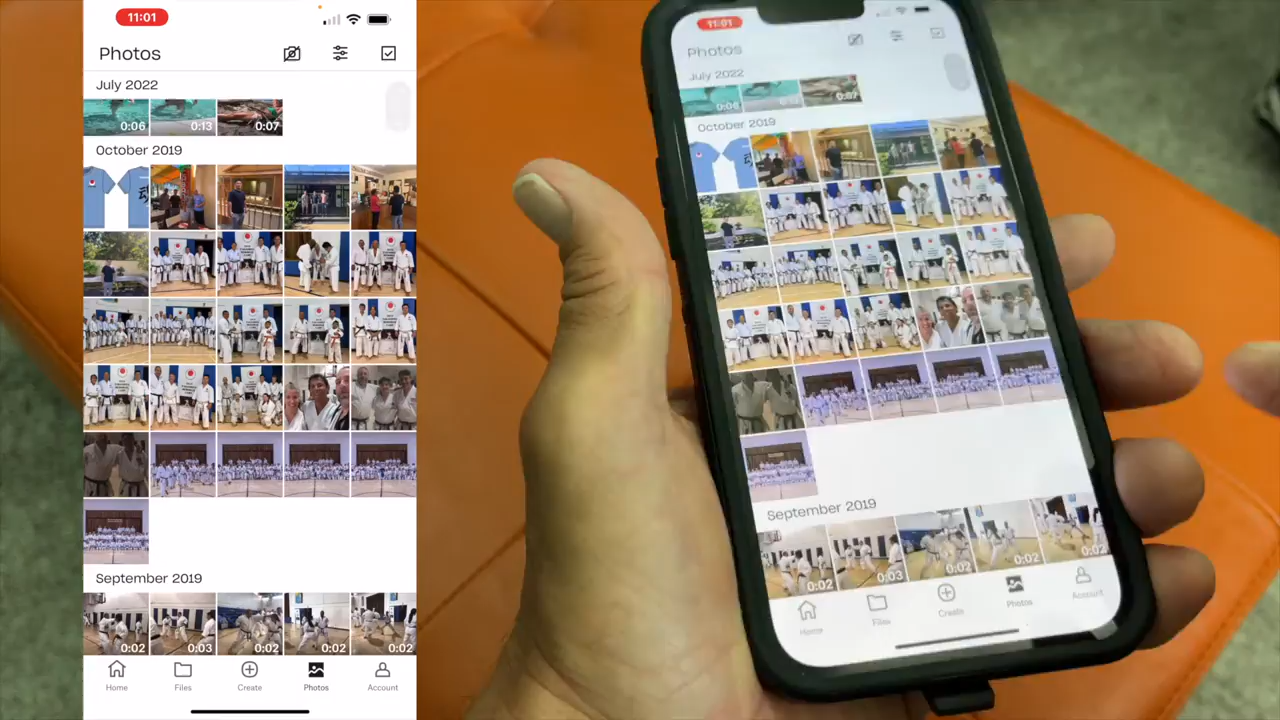 11:01
Photos
July 2022
0:06
0:13
0:07
October 2019
September 2019
0:02
0:03
0:02
0:02
0:02
Home
Files
Create
Photos
Account
11:01
Photos
July 2022
0:06
0:13
0:07
October 2019
September 2019
0:02
0:03
0:02
0:02
0:02
Home
Files
Create
Photos
Account